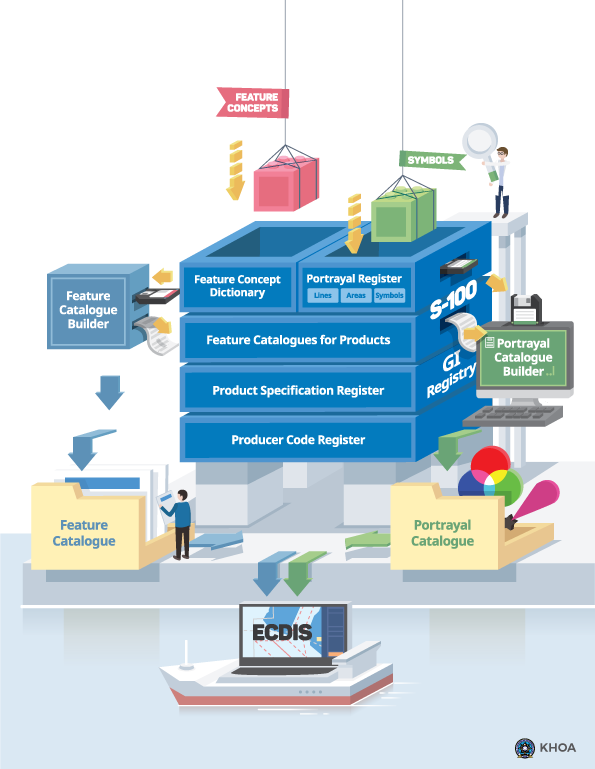 FEATURE
CONCEPTS
SYMBOLS
Feature Concept
Dictionary
Portrayal Register
Lines
Areas
Symbols
S-100
GI
Registry
Feature Catalogues for Products
Product Specification Register
Producer Code Register
Feature
Catalogue
Builder
Portrayal
Catalogue
Builder
Feature
Catalogue
Portrayal
Catalogue
ECDIS
KHOA